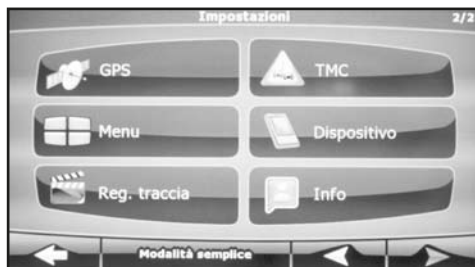 Impostazioni 2/2
GPS TMC
Menu Dispositivo
Reg. traccia Info
Modalità semplice